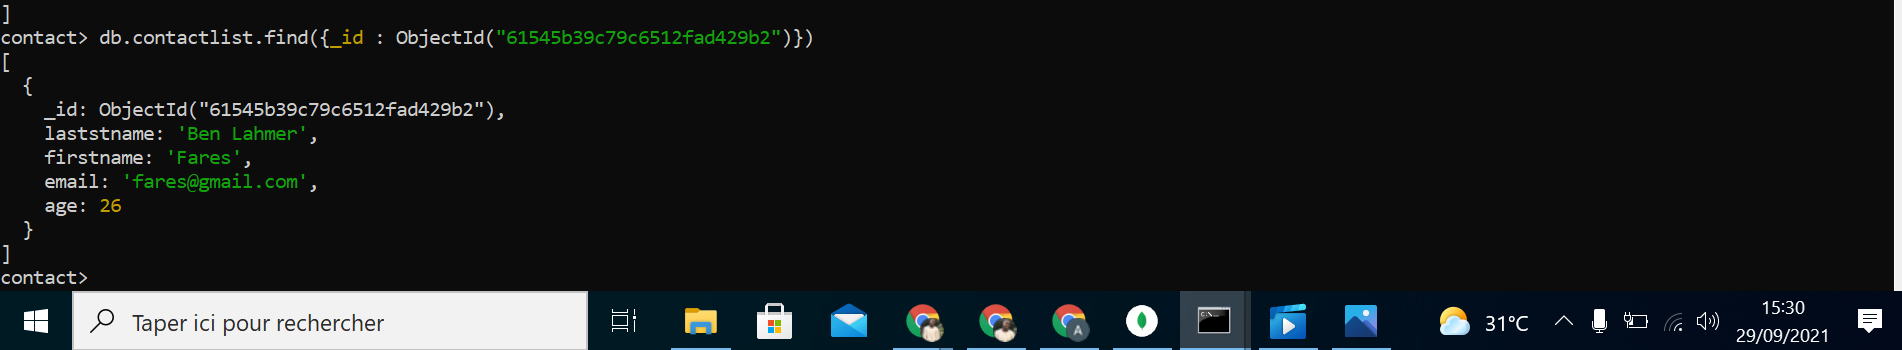 ]
contact> db.contactlist.find({_id : ObjectId("61545b39c79c6512fad429b2")})
[
  {
    _id: ObjectId("61545b39c79c6512fad429b2"),
    laststname: 'Ben Lahmer',
    firstname: 'Fares',
    email: 'fares@gmail.com',
    age: 26
  }
]
contact>
Taper ici pour rechercher
A
C:\.
31°C
15:30
29/09/2021